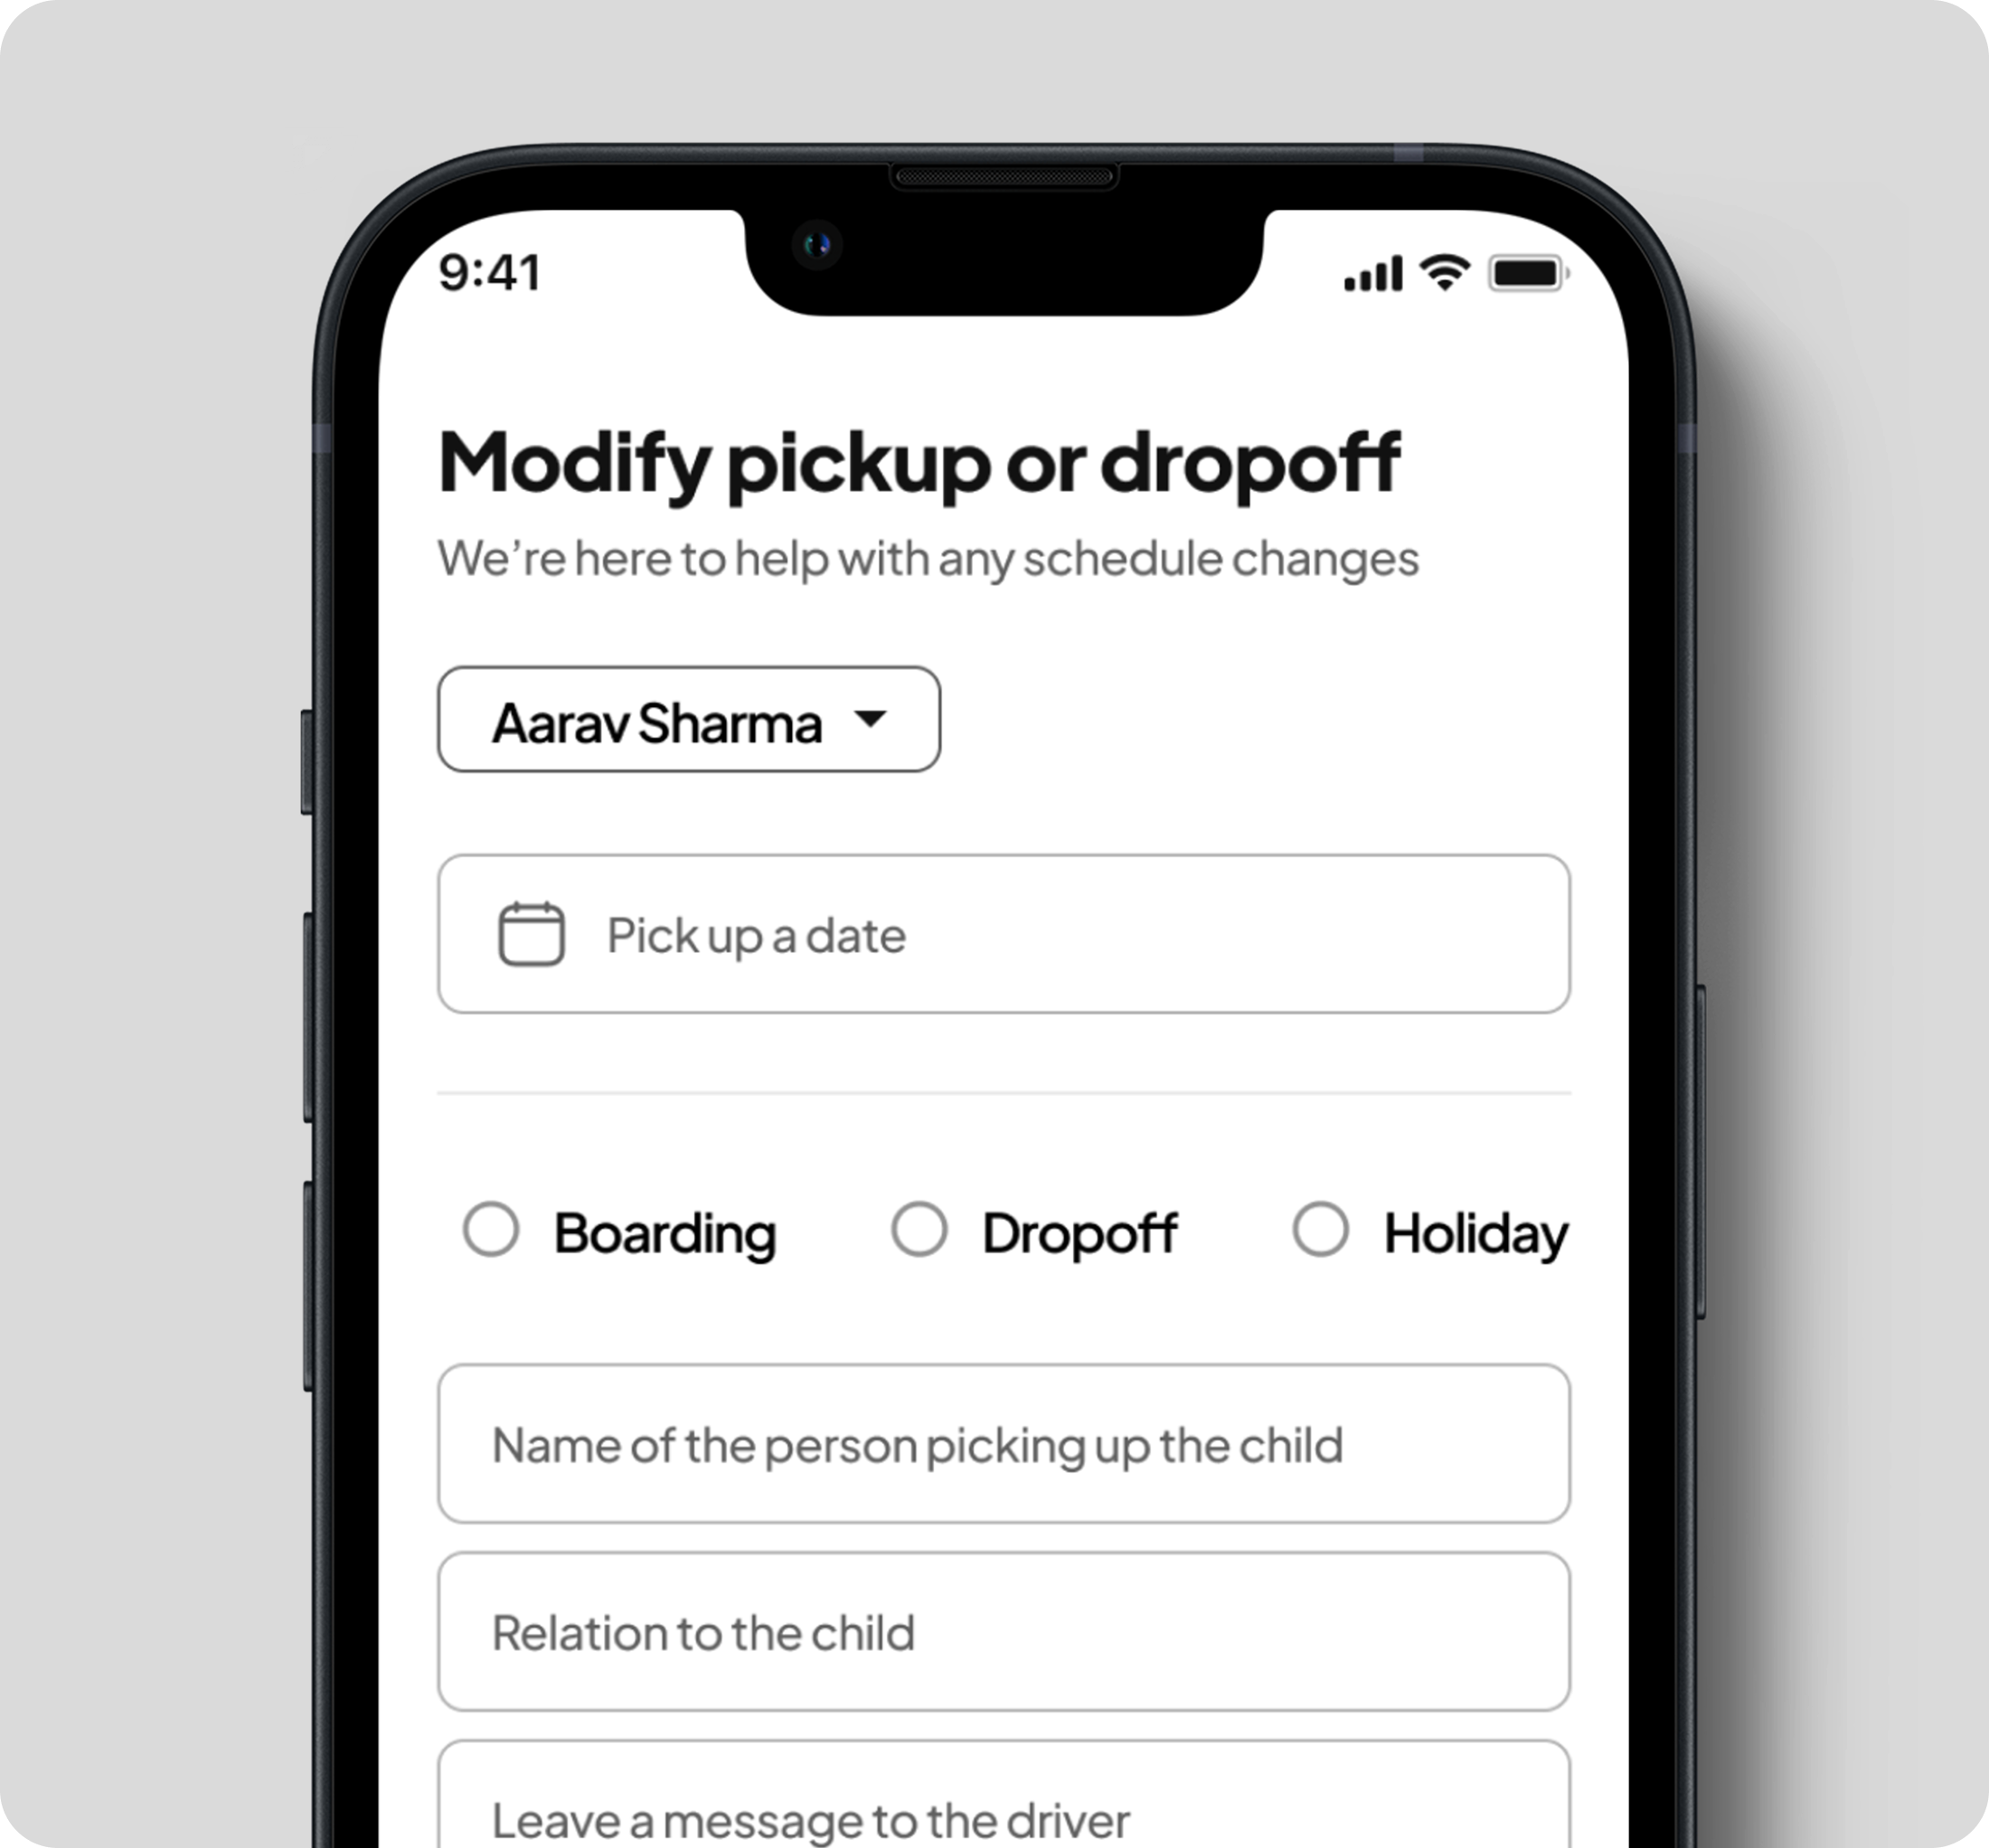 9:41
Modify pickup or dropoff
We’re here to help with any schedule changes
Aarav Sharma
Pick up a date
Boarding Dropoff Holiday
Name of the person picking up the child
Relation to the child
Leave a message to the driver